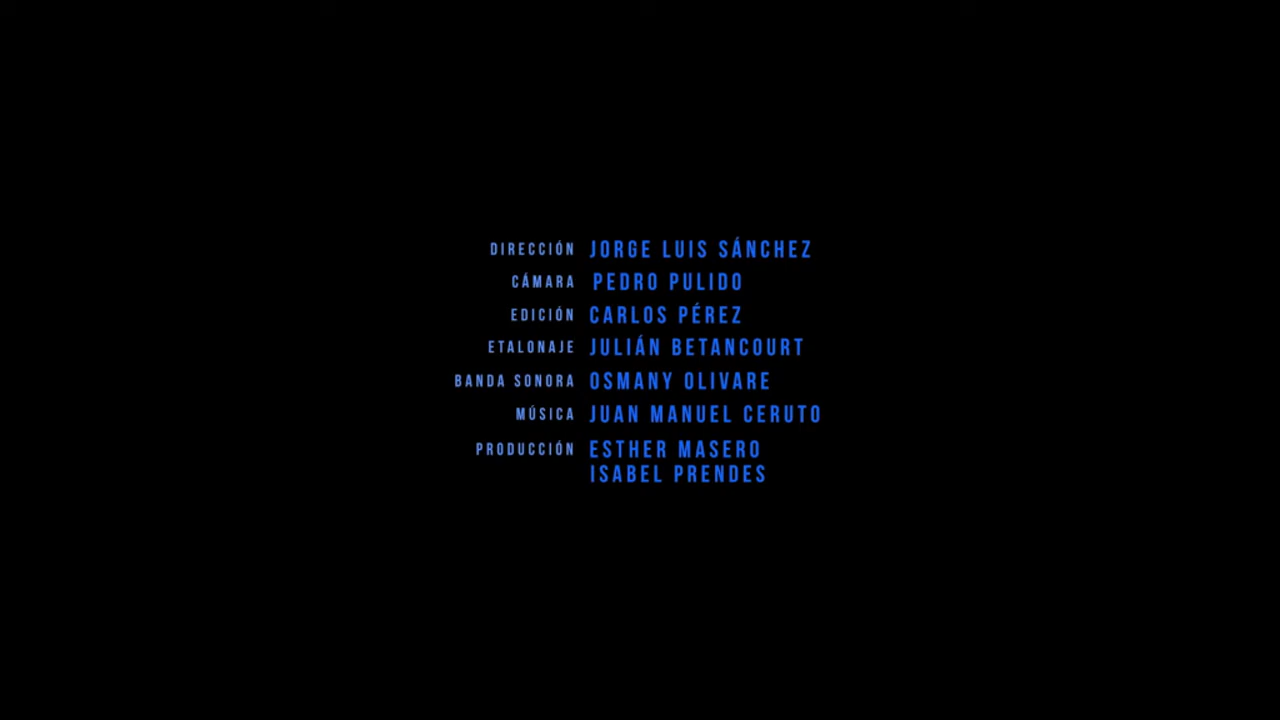 DIRECCIÓN JORGE LUIS SÁNCHEZ
CÁMARA PEDRO PULIDO
EDICIÓN CARLOS PÉREZ
ETALONAJE JULIÁN BETANCOURT
BANDA SONORA OSMANY OLIVARE
MÚSICA JUAN MANUEL CERUTO
PRODUCCIÓN ESTHER MASERO
ISABEL PRENDES